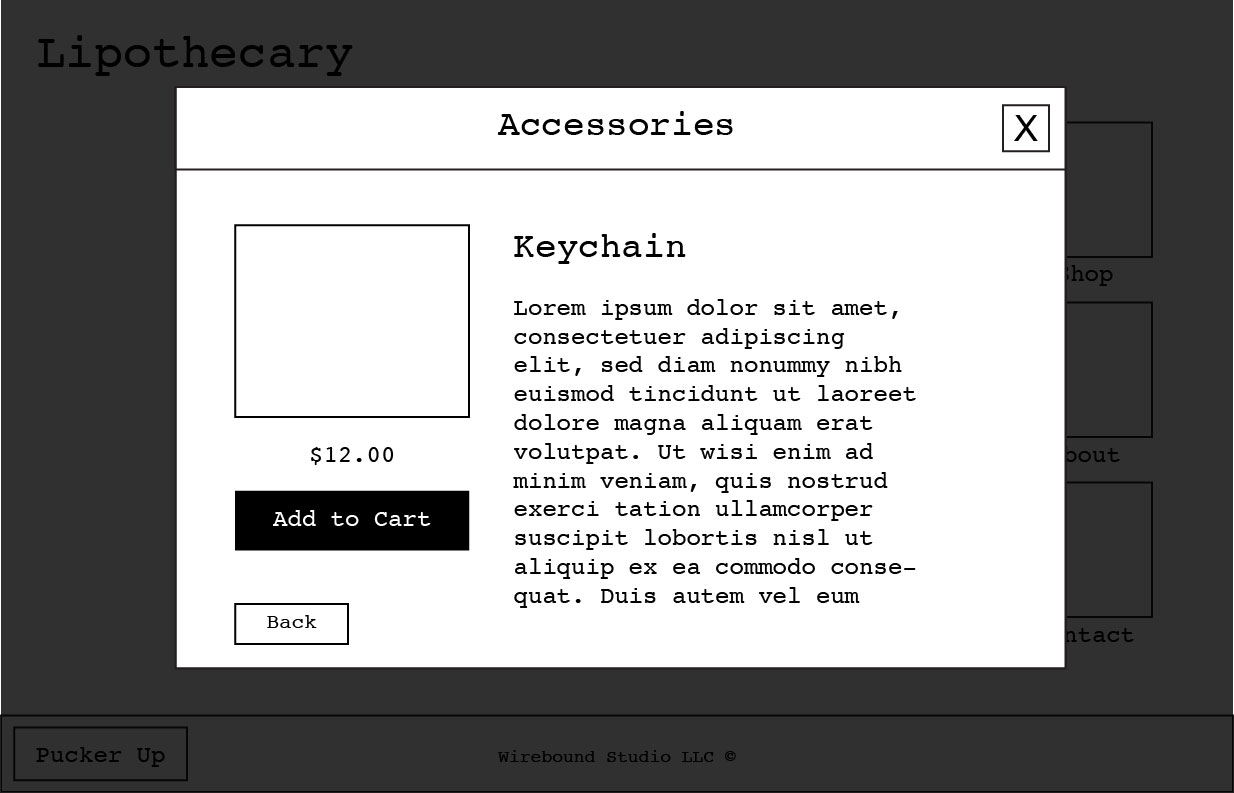 Lipothecary
Accessories
X
Keychain
Lorem ipsum dolor sit amet,
consectetuer adipiscing
elit, sed diam nonummy nibh
euismod tincidunt ut laoreet
dolore magna aliquam erat
volutpat. Ut wisi enim ad
minim veniam, quis nostrud
exerci tation ullamcorper
suscipit lobortis nisl ut
aliquip ex ea commodo conse-
quat. Duis autem vel eum
$12.00
Add to Cart
Back
Shop
bout
ntact
Pucker Up
Wirebound Studio LLC ©